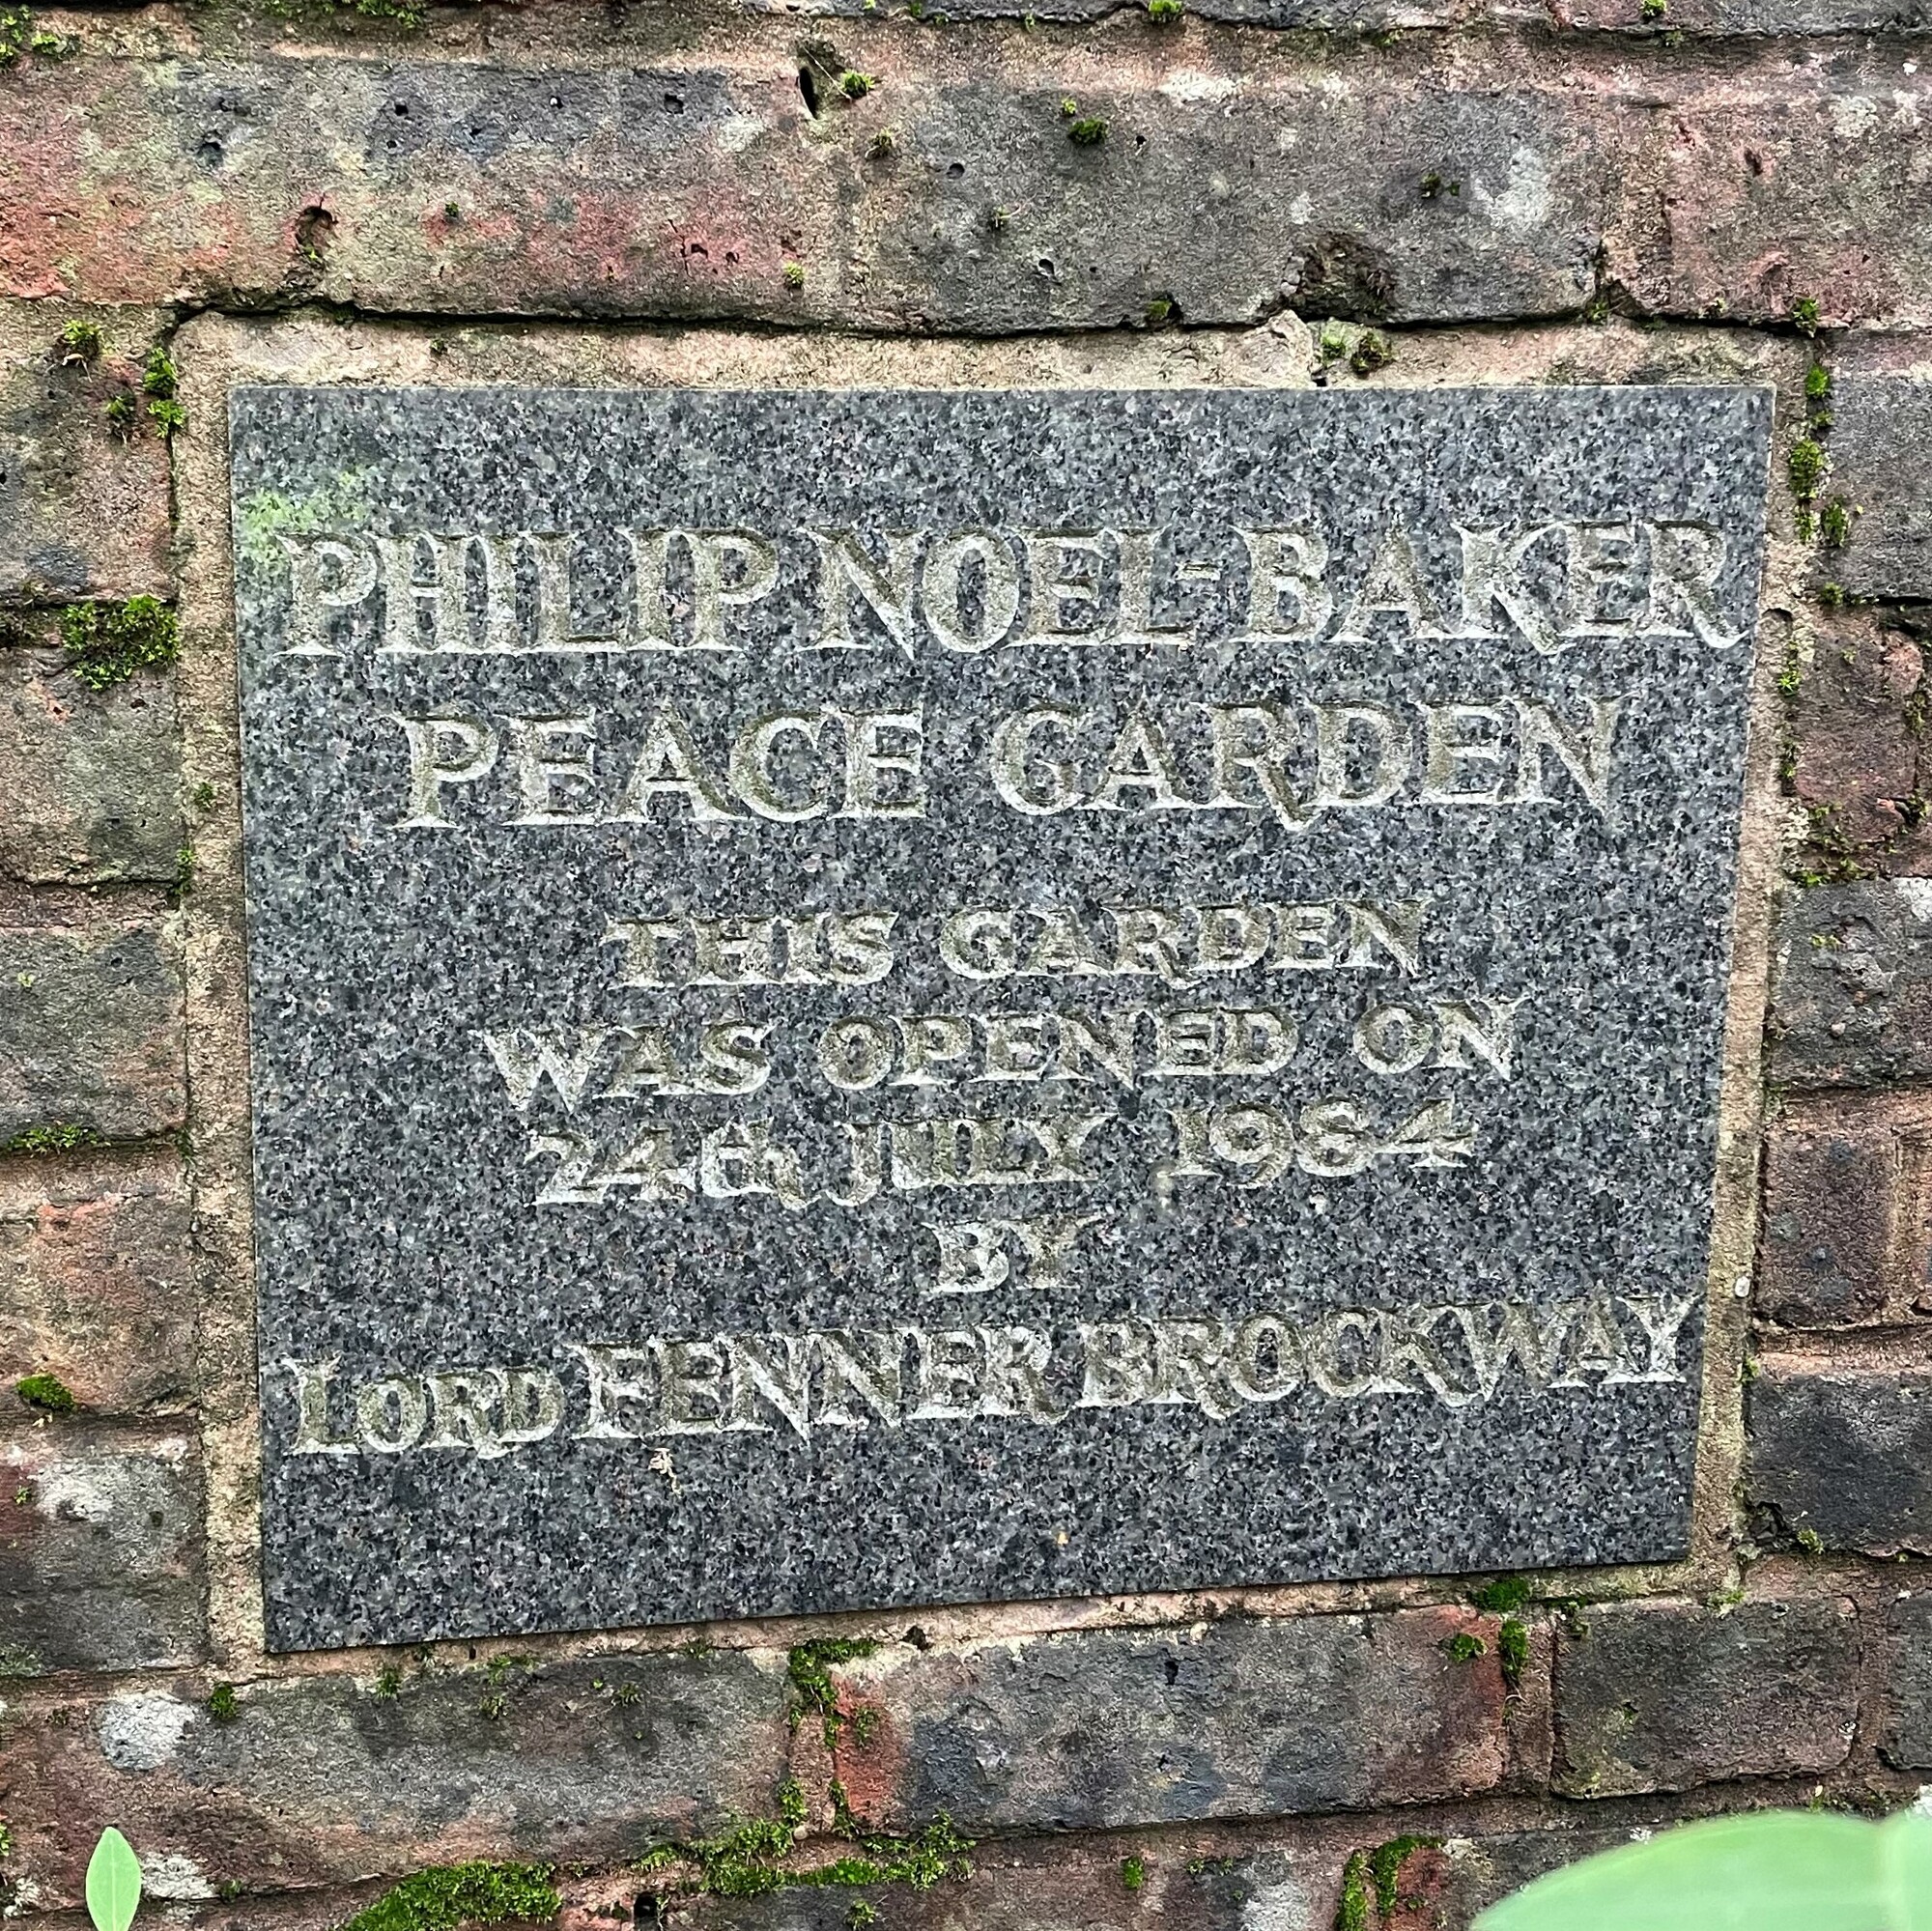 PHILIP NOEL-BAKER
PEACE GARDEN
THIS GARDEN
WAS OPENED ON
24th JULY 1984
BY
LORD FENNER BROCKWAY